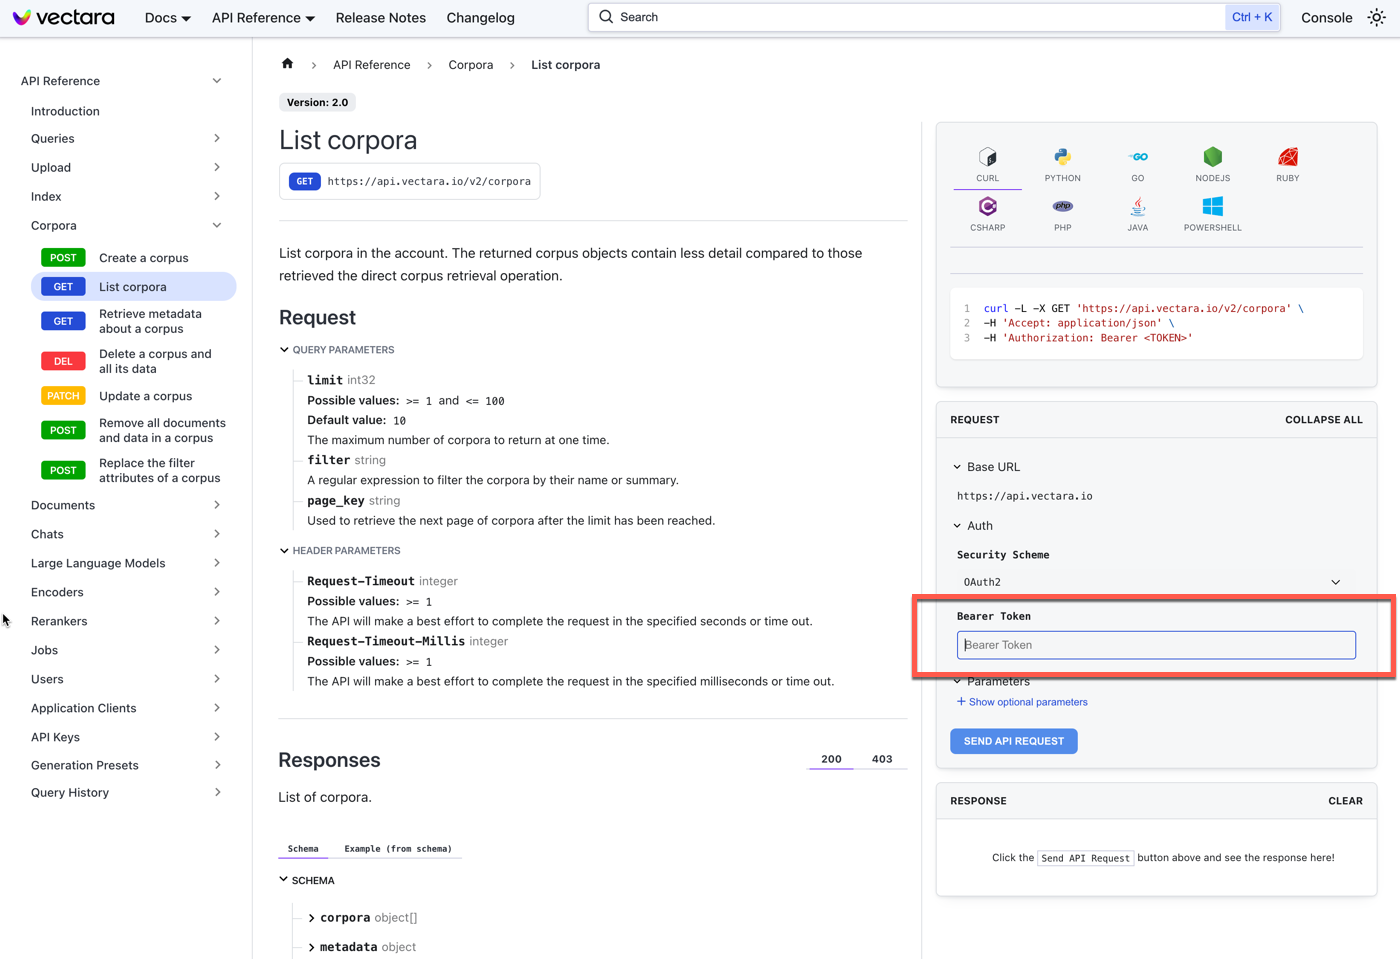 vectara
Docs
API Reference
Release Notes
Changelog
Search
Ctrl + K
Console
API Reference
Introduction
Queries
Upload
Index
Corpora
POST Create a corpus
GET List corpora
GET Retrieve metadata
about a corpus
DEL Delete a corpus and
all its data
PATCH Update a corpus
POST Remove all documents
and data in a corpus
POST Replace the filter
attributes of a corpus
Documents
Chats
Large Language Models
Encoders
Rerankers
Jobs
Users
Application Clients
API Keys
Generation Presets
Query History
API Reference > Corpora > List corpora
Version: 2.0
List corpora
GET https://api.vectara.io/v2/corpora
List corpora in the account. The returned corpus objects contain less detail compared to those
retrieved the direct corpus retrieval operation.
Request
QUERY PARAMETERS
limit int32
Possible values: >= 1 and <= 100
Default value: 10
The maximum number of corpora to return at one time.
filter string
A regular expression to filter the corpora by their name or summary.
page_key string
Used to retrieve the next page of corpora after the limit has been reached.
HEADER PARAMETERS
Request-Timeout integer
Possible values: >= 1
The API will make a best effort to complete the request in the specified seconds or time out.
Request-Timeout-Millis integer
Possible values: >= 1
The API will make a best effort to complete the request in the specified milliseconds or time out.
Responses
200 403
List of corpora.
Schema Example (from schema)
SCHEMA
corpora object[]
metadata object
CURL PYTHON GO NODEJS RUBY
php
CSHARP PHP JAVA POWERSHELL
1 curl -L -X GET 'https://api.vectara.io/v2/corpora' \
2 -H 'Accept: application/json' \
3 -H 'Authorization: Bearer <TOKEN>'
REQUEST COLLAPSE ALL
Base URL
https://api.vectara.io
Auth
Security Scheme
OAuth2
Bearer Token
Bearer Token
Parameters
+ Show optional parameters
SEND API REQUEST
RESPONSE CLEAR
Click the Send API Request button above and see the response here!